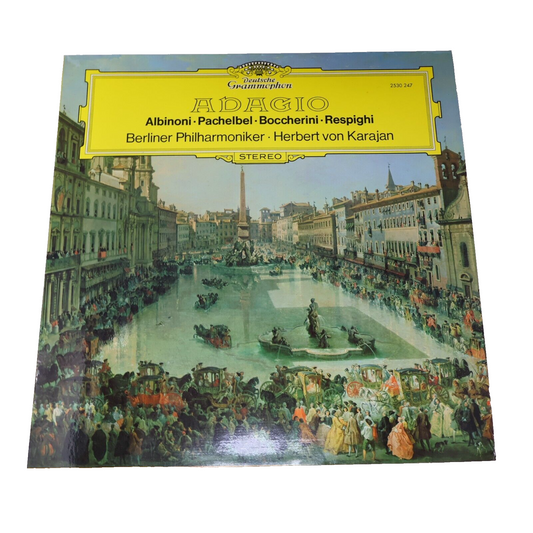 Deutsche
Grammophon
2530 247
ADAGIO
Albinoni · Pachelbel · Boccherini · Respighi
Berliner Philharmoniker · Herbert von Karajan
STEREO